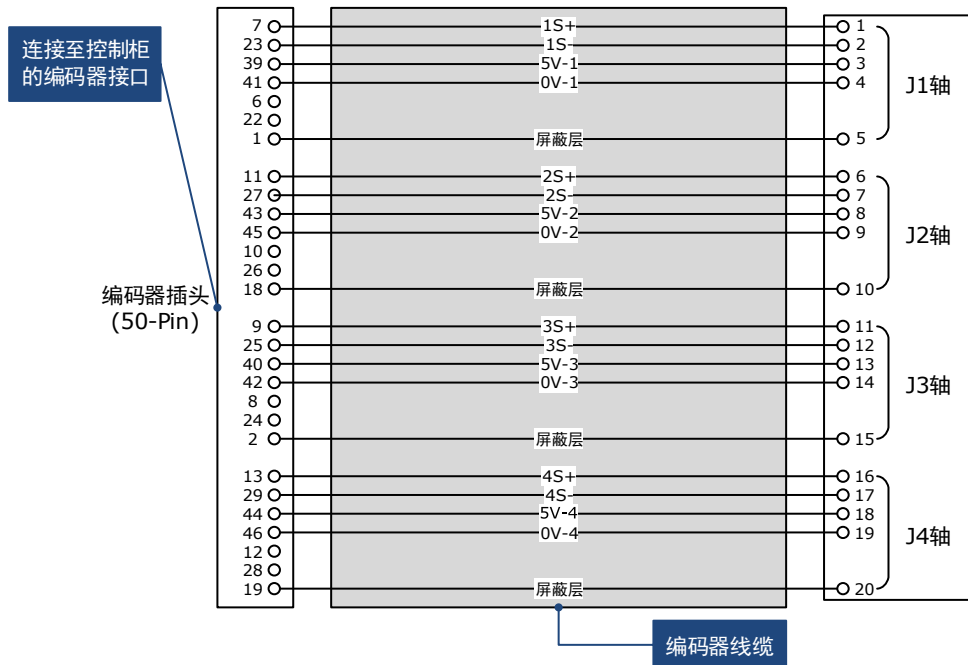 连接至控制柜
的编码器接口
编码器插头
(50-Pin)
7 1S+ 1
23 1S- 2
39 5V-1 3
41 0V-1 4
6
22
1 屏蔽层 5
J1轴
11 2S+ 6
27 2S- 7
43 5V-2 8
45 0V-2 9
10
26
18 屏蔽层 10
J2轴
9 3S+ 11
25 3S- 12
40 5V-3 13
42 0V-3 14
8
24
2 屏蔽层 15
J3轴
13 4S+ 16
29 4S- 17
44 5V-4 18
46 0V-4 19
12
28
19 屏蔽层 20
J4轴
编码器线缆